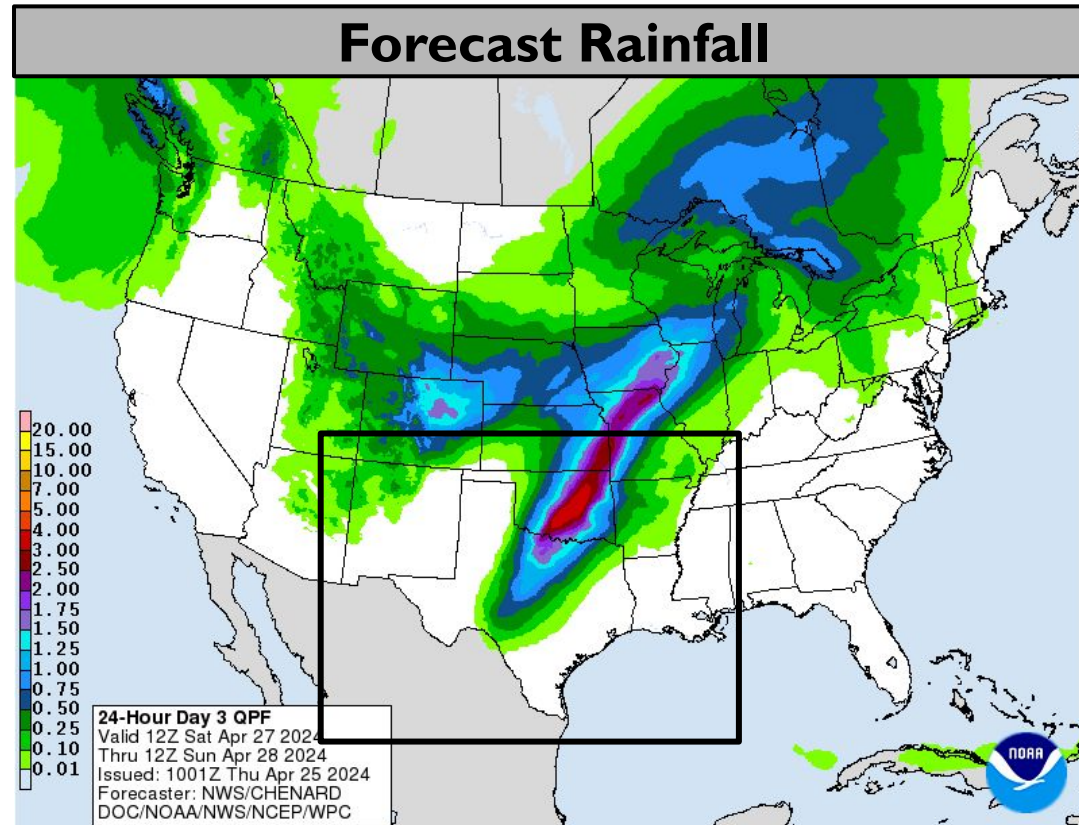 Forecast Rainfall
20.00
15.00
10.00
7.00
5.00
4.00
3.00
2.50
2.00
1.75
1.50
1.25
1.00
0.75
0.50
0.25
0.10
0.01
24-Hour Day 3 QPF
Valid 12Z Sat Apr 27 2024
Thru 12Z Sun Apr 28 2024
Issued: 1001Z Thu Apr 25 2024
Forecaster: NWS/CHENARD
DOC/NOAA/NWS/NCEP/WPC
NOAA